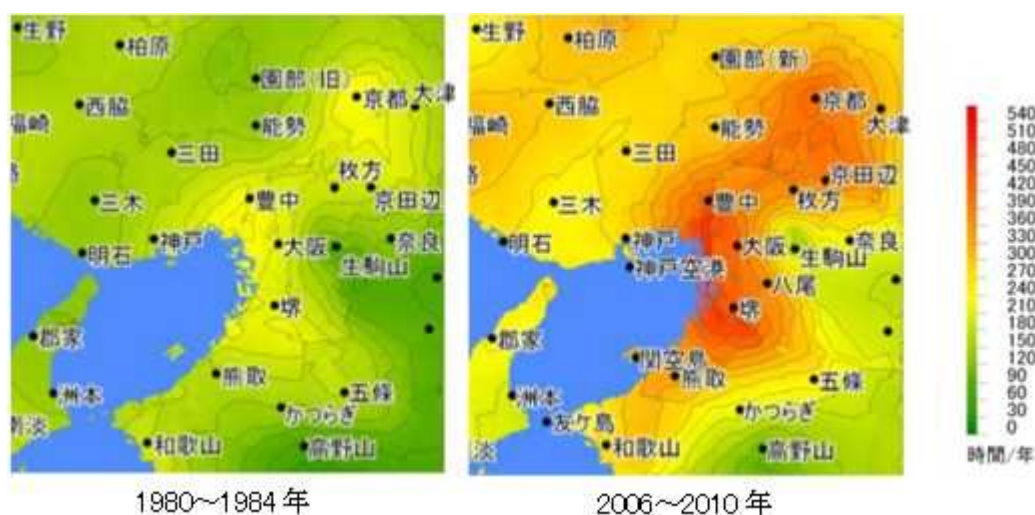 生野
柏原
園部(旧)
京都
大津
西脇
福崎
能勢
三田
枚方
京田辺
三木
豊中
神戸
大阪
奈良
明石
生駒山
堺
郡家
熊取
洲本
五條
かつらぎ
南淡
和歌山
高野山
1980～1984年
生野
柏原
園部(新)
京都
大津
西脇
福崎
能勢
三田
京田辺
枚方
三木
豊中
明石
神戸
大阪
奈良
生駒山
神戸空港
八尾
堺
郡家
関空島
熊取
洲本
五條
かつらぎ
友ケ島
淡
和歌山
高野山
2006～2010年
540
510
480
450
420
390
360
330
300
270
240
210
180
150
120
90
60
30
0
時間/年